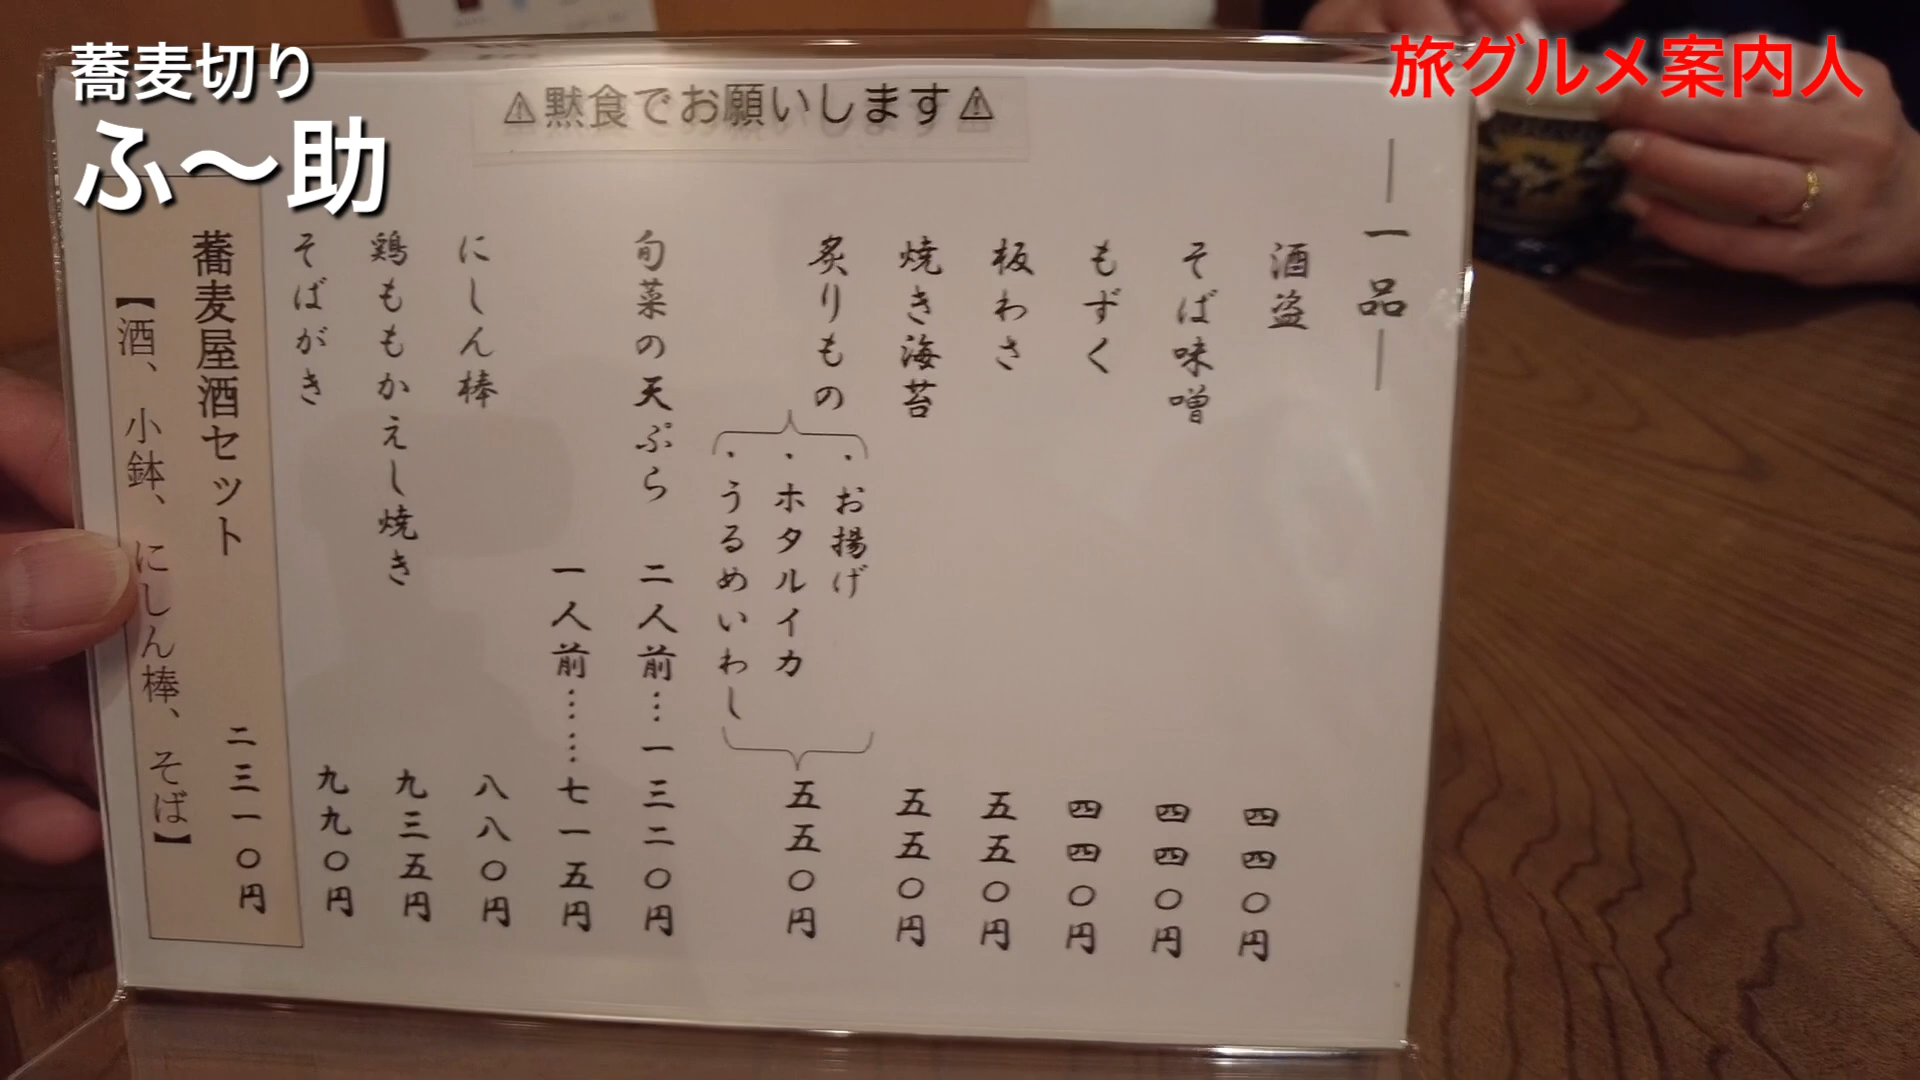 蕎麦切り
ふ～助
旅グルメ案内人
⚠黙食でお願いします⚠
一品
酒盗 四四〇円
そば味噌 四四〇円
もずく 四四〇円
板わさ 五五〇円
焼き海苔 五五〇円
炙りもの
・お揚げ
・ホタルイカ
・うるめいわし
五五〇円
旬菜の天ぷら 二人前…一三二〇円
一人前……七一五円
にしん棒 八八〇円
鶏ももかえし焼き 九三五円
そばがき 九九〇円
蕎麦屋酒セット 二三一〇円
【酒、小鉢、にしん棒、そば】